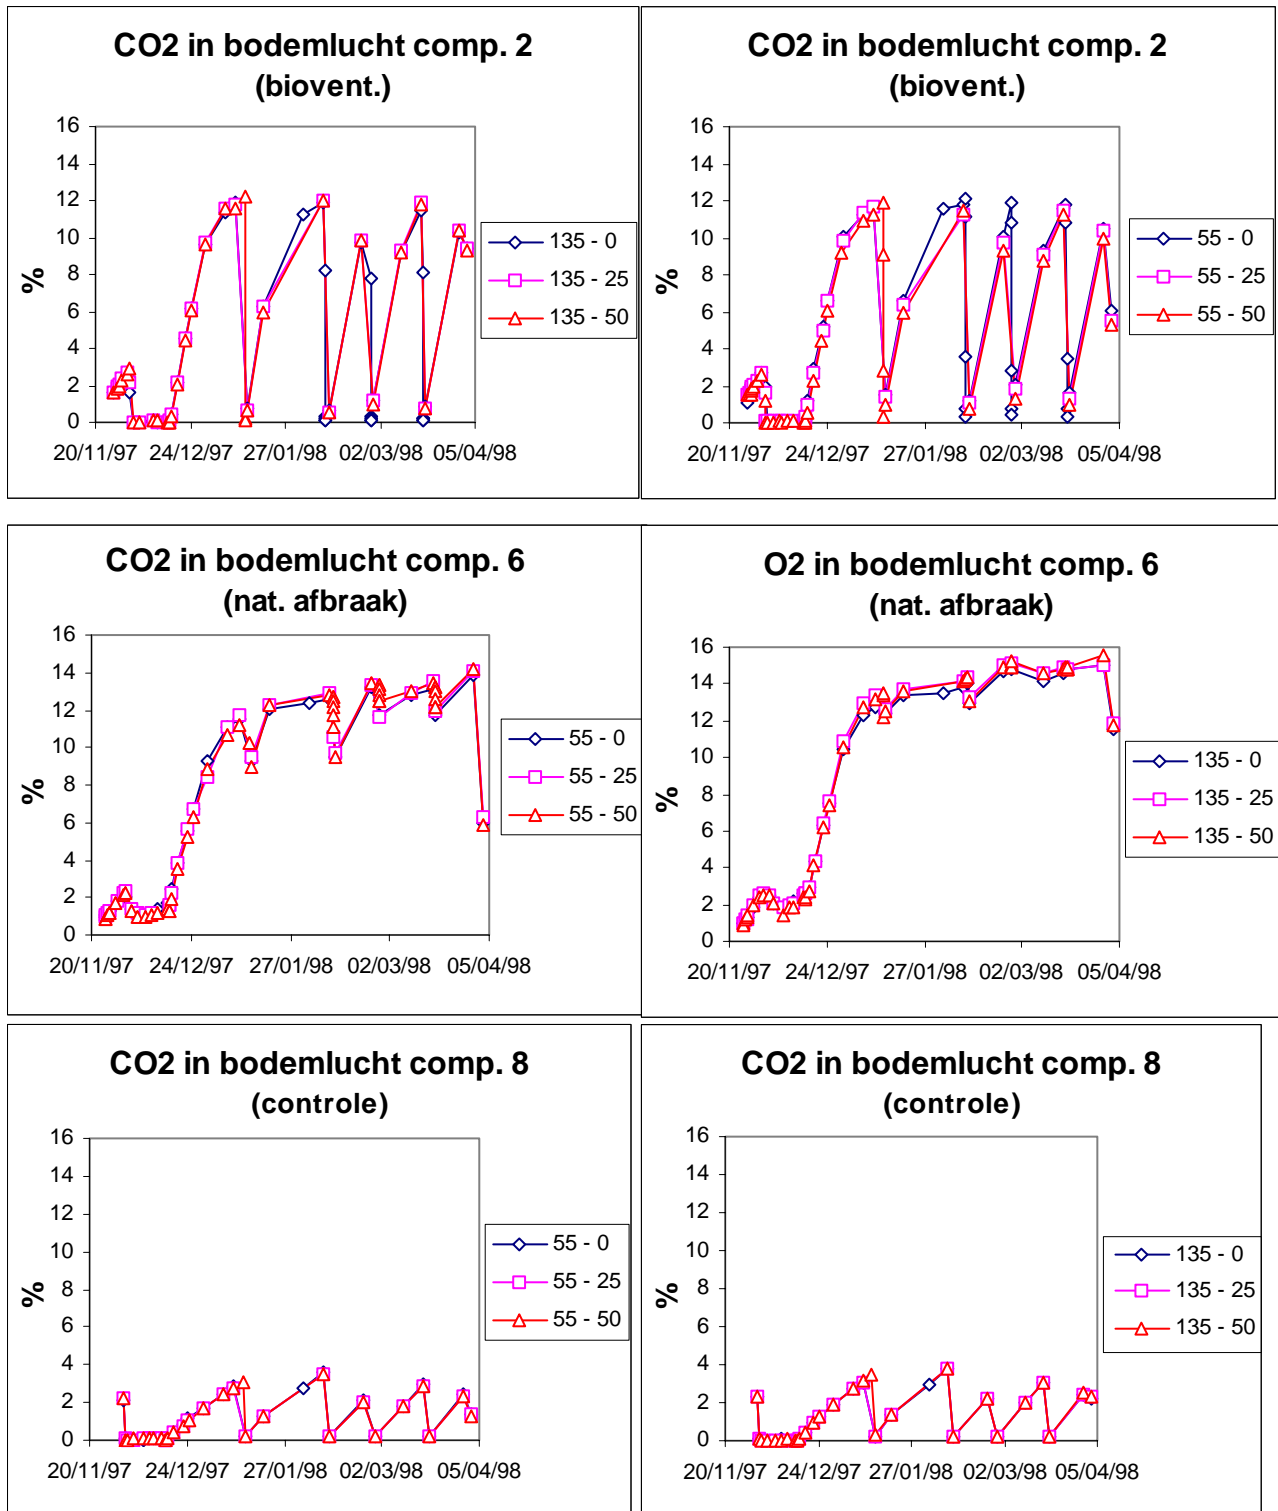 CO2 in bodemlucht comp. 2
(biovent.)
16
14
12
10
8
6
4
2
0
%
20/11/97 24/12/97 27/01/98 02/03/98 05/04/98
135 - 0
135 - 25
135 - 50
CO2 in bodemlucht comp. 2
(biovent.)
16
14
12
10
8
6
4
2
0
%
20/11/97 24/12/97 27/01/98 02/03/98 05/04/98
55 - 0
55 - 25
55 - 50
CO2 in bodemlucht comp. 6
(nat. afbraak)
16
14
12
10
8
6
4
2
0
%
20/11/97 24/12/97 27/01/98 02/03/98 05/04/98
55 - 0
55 - 25
55 - 50
O2 in bodemlucht comp. 6
(nat. afbraak)
16
14
12
10
8
6
4
2
0
%
20/11/97 24/12/97 27/01/98 02/03/98 05/04/98
135 - 0
135 - 25
135 - 50
CO2 in bodemlucht comp. 8
(controle)
16
14
12
10
8
6
4
2
0
%
20/11/97 24/12/97 27/01/98 02/03/98 05/04/98
55 - 0
55 - 25
55 - 50
CO2 in bodemlucht comp. 8
(controle)
16
14
12
10
8
6
4
2
0
%
20/11/97 24/12/97 27/01/98 02/03/98 05/04/98
135 - 0
135 - 25
135 - 50